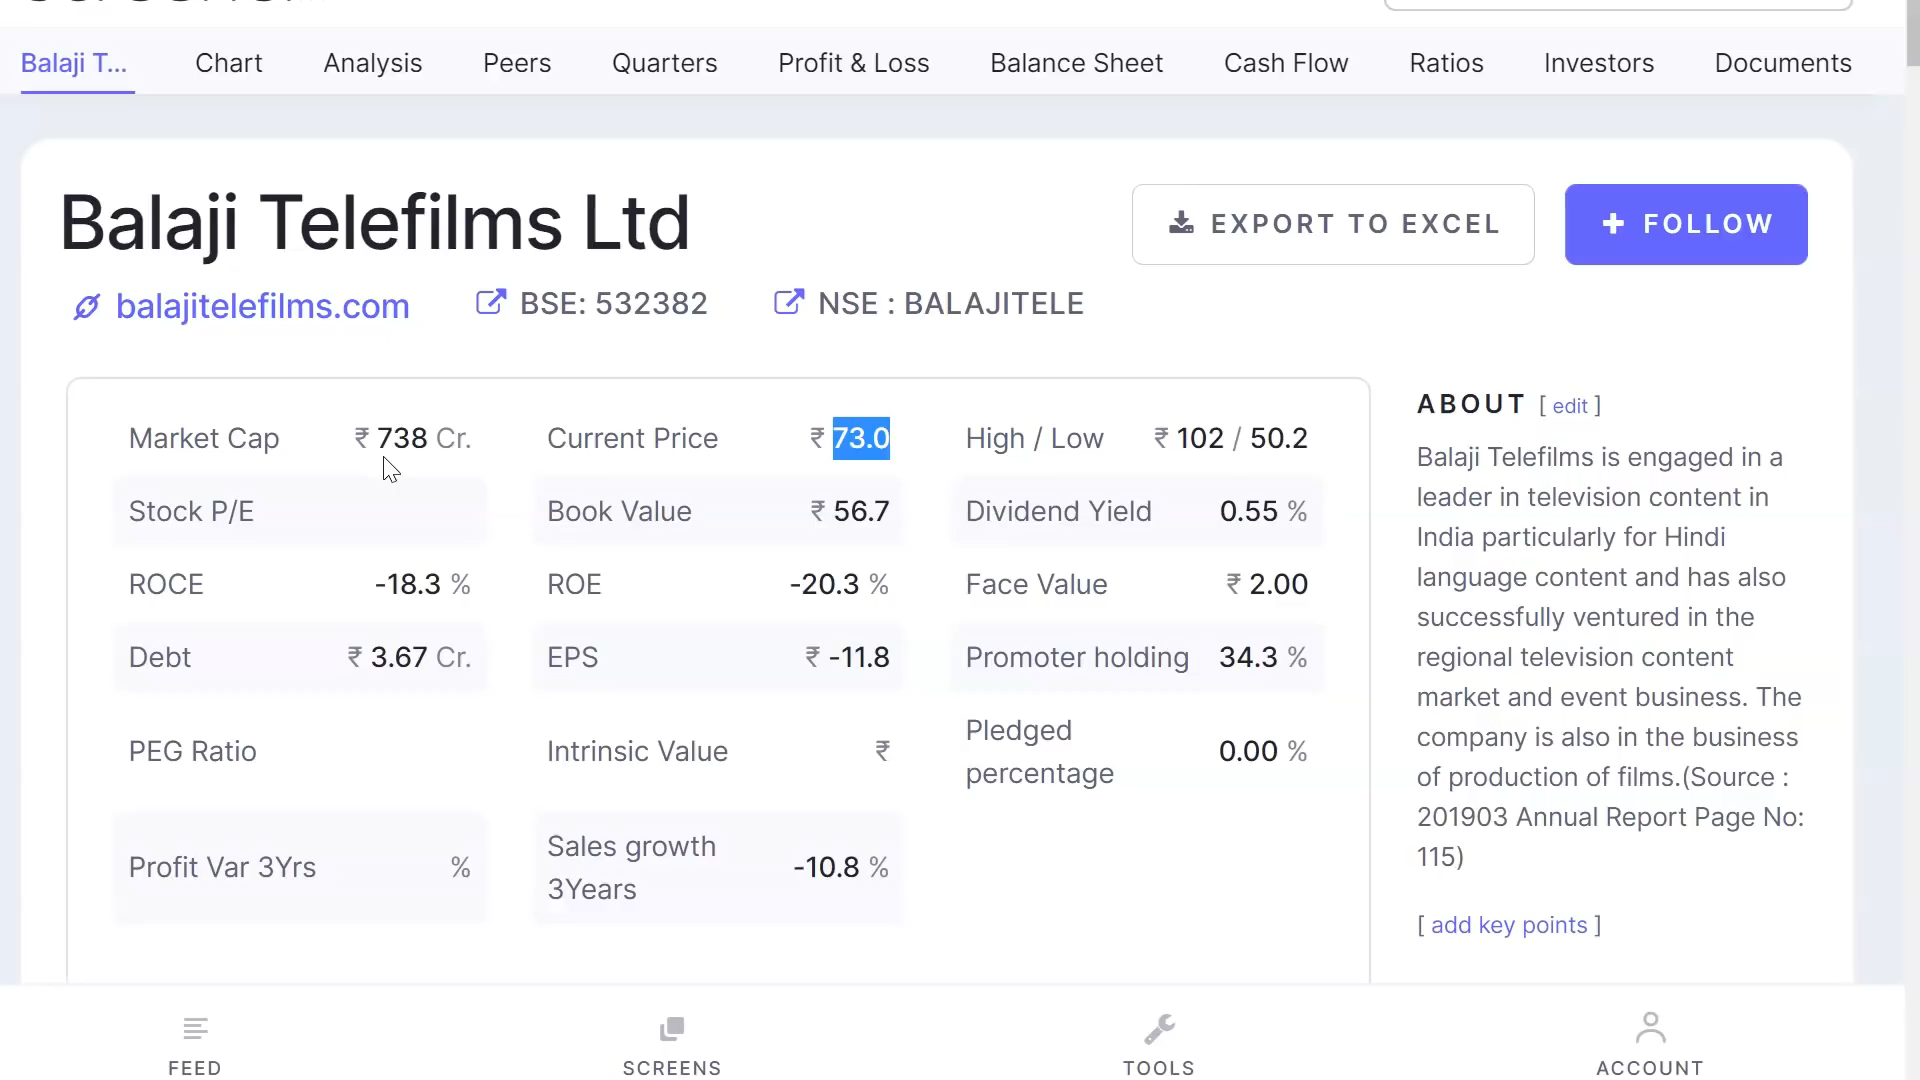 Balaji T...
Chart
Analysis
Peers
Quarters
Profit & Loss
Balance Sheet
Cash Flow
Ratios
Investors
Documents
Balaji Telefilms Ltd
EXPORT TO EXCEL
FOLLOW
balajitelefilms.com
BSE: 532382
NSE : BALAJITELE
Market Cap ₹ 738 Cr.
Current Price ₹ 73.0
High / Low ₹ 102 / 50.2
Stock P/E
Book Value ₹ 56.7
Dividend Yield 0.55 %
ROCE -18.3 %
ROE -20.3 %
Face Value ₹ 2.00
Debt ₹ 3.67 Cr.
EPS ₹ -11.8
Promoter holding 34.3 %
PEG Ratio
Intrinsic Value ₹
Pledged
percentage 0.00 %
Profit Var 3Yrs %
Sales growth
3Years -10.8 %
ABOUT [ edit ]
Balaji Telefilms is engaged in a
leader in television content in
India particularly for Hindi
language content and has also
successfully ventured in the
regional television content
market and event business. The
company is also in the business
of production of films.(Source :
201903 Annual Report Page No:
115)
[ add key points ]
FEED
SCREENS
TOOLS
ACCOUNT